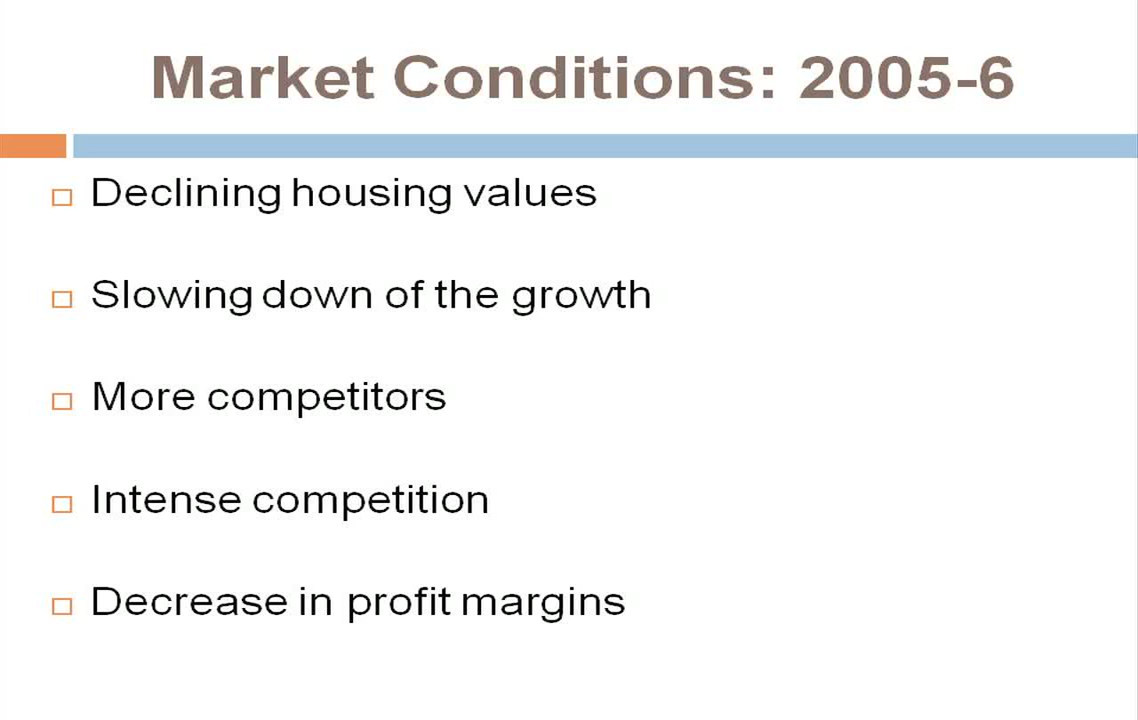 Market Conditions: 2005-6
Declining housing values
Slowing down of the growth
More competitors
Intense competition
Decrease in profit margins